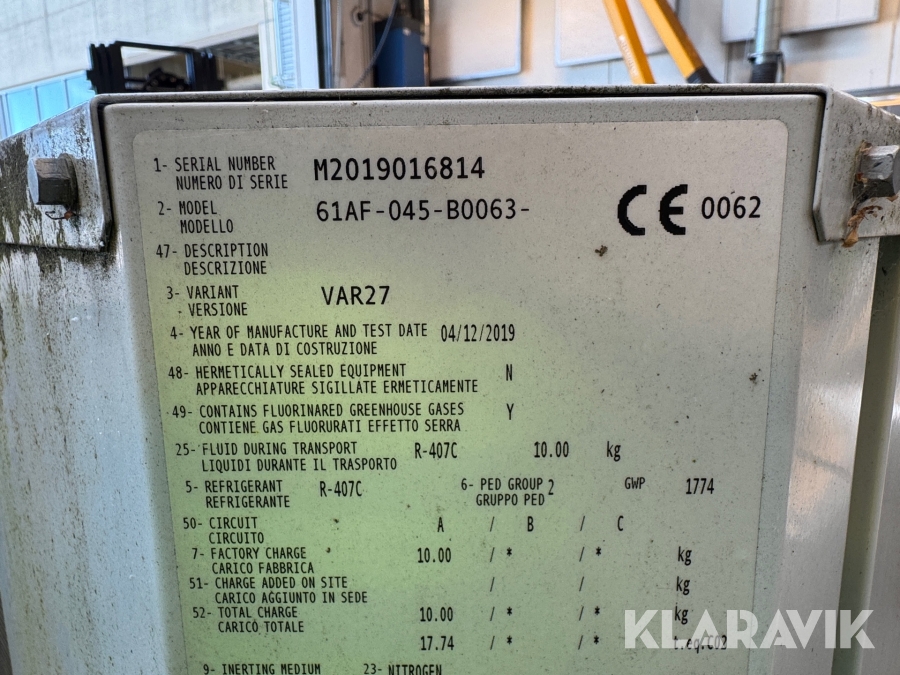 1- SERIAL NUMBER M2019016814
NUMERO DI SERIE
2- MODEL 61AF-045-B0063- CE 0062
MODELLO
47- DESCRIPTION
DESCRIZIONE
3- VARIANT VAR27
VERSIONE
4- YEAR OF MANUFACTURE AND TEST DATE 04/12/2019
ANNO E DATA DI COSTRUZIONE
48- HERMETICALLY SEALED EQUIPMENT N
APPARECCHIATURE SIGILLATE ERMETICAMENTE
49- CONTAINS FLUORINARED GREENHOUSE GASES Y
CONTIENE GAS FLUORURATI EFFETTO SERRA
25- FLUID DURING TRANSPORT R-407C 10.00 kg
LIQUIDI DURANTE IL TRASPORTO
5- REFRIGERANT R-407C 6- PED GROUP 2 GWP 1774
REFRIGERANTE GRUPPO PED
50- CIRCUIT A / B / C
CIRCUITO
7- FACTORY CHARGE 10.00 / * / * kg
CARICO FABBRICA
51- CHARGE ADDED ON SITE / / kg
CARICO AGGIUNTO IN SEDE
52- TOTAL CHARGE 10.00 / * / * kg
CARICO TOTALE
17.74 / * / * t.eq.CO2
9- INERTING MEDIUM 23- NITROGEN
KLARAVIK